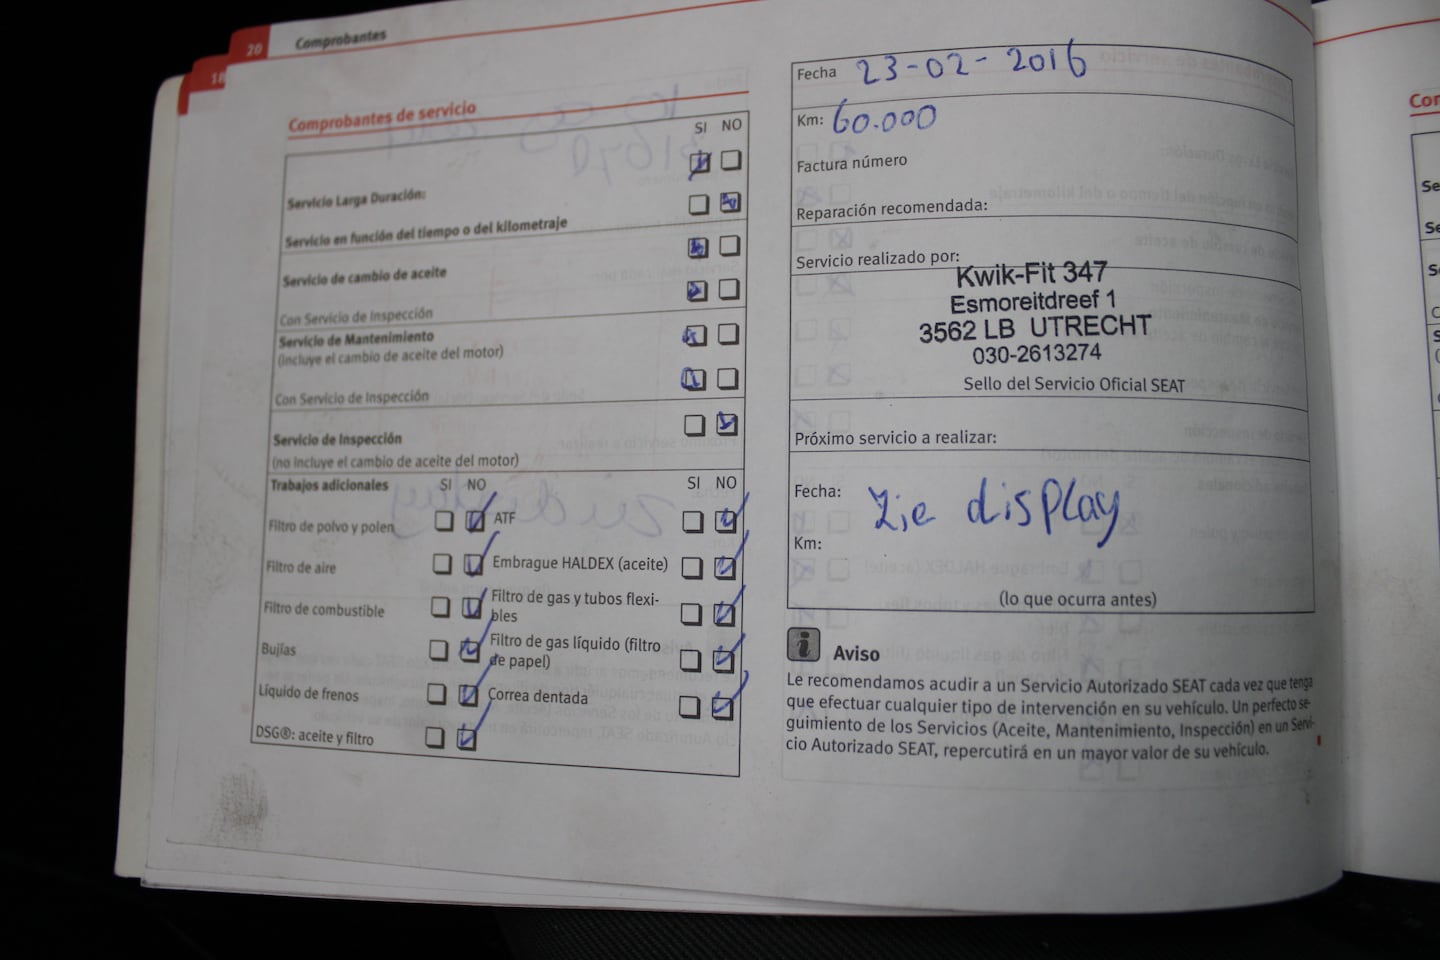 20 Comprobantes
18
Comprobantes de servicio
SI NO
Servicio Larga Duración:
Servicio en función del tiempo o del kilometraje
Servicio de cambio de aceite
Con Servicio de Inspección
Servicio de Mantenimiento
(incluye el cambio de aceite del motor)
Con Servicio de Inspección
Servicio de Inspección
(no incluye el cambio de aceite del motor)
Trabajos adicionales SI NO SI NO
Filtro de polvo y polen ATF
Filtro de aire Embrague HALDEX (aceite)
Filtro de combustible Filtro de gas y tubos flexi-
bles
Bujías Filtro de gas líquido (filtro
de papel)
Líquido de frenos Correa dentada
DSG®: aceite y filtro
Fecha 23-02-2016
Km: 60.000
Factura número
Reparación recomendada:
Servicio realizado por:
Kwik-Fit 347
Esmoreitdreef 1
3562 LB UTRECHT
030-2613274
Sello del Servicio Oficial SEAT
Próximo servicio a realizar:
Fecha: Zie display
Km:
(lo que ocurra antes)
i Aviso
Le recomendamos acudir a un Servicio Autorizado SEAT cada vez que tenga
que efectuar cualquier tipo de intervención en su vehículo. Un perfecto se-
guimiento de los Servicios (Aceite, Mantenimiento, Inspección) en un Servi-
cio Autorizado SEAT, repercutirá en un mayor valor de su vehículo.